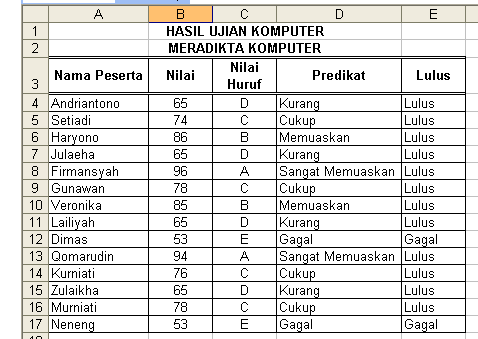 A B C D E
1 HASIL UJIAN KOMPUTER
2 MERADIKTA KOMPUTER
3 Nama Peserta Nilai Nilai Huruf Predikat Lulus
4 Andriantono 65 D Kurang Lulus
5 Setiadi 74 C Cukup Lulus
6 Haryono 86 B Memuaskan Lulus
7 Julaeha 65 D Kurang Lulus
8 Firmansyah 96 A Sangat Memuaskan Lulus
9 Gunawan 78 C Cukup Lulus
10 Veronika 85 B Memuaskan Lulus
11 Lailiyah 65 D Kurang Lulus
12 Dimas 53 E Gagal Gagal
13 Qomarudin 94 A Sangat Memuaskan Lulus
14 Kurniati 76 C Cukup Lulus
15 Zulaikha 65 D Kurang Lulus
16 Murniati 78 C Cukup Lulus
17 Neneng 53 E Gagal Gagal